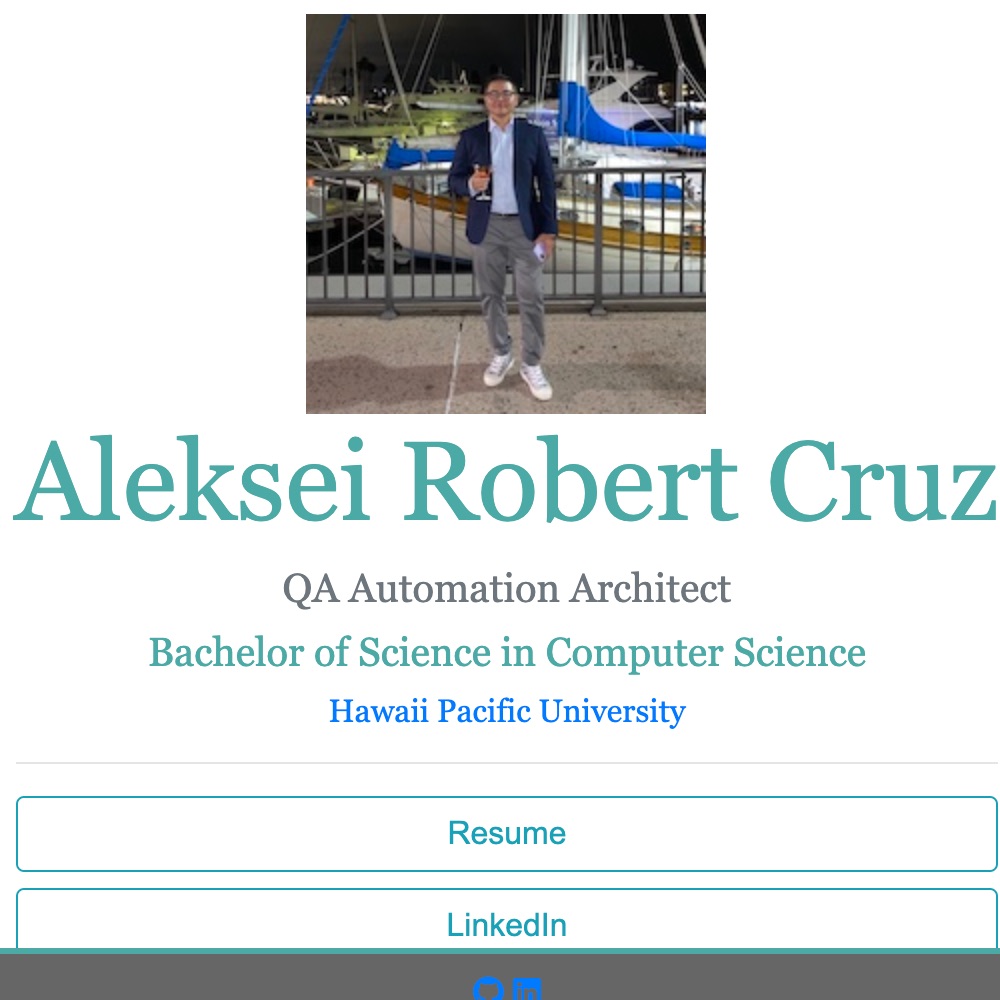 Aleksei Robert Cruz
QA Automation Architect
Bachelor of Science in Computer Science
Hawaii Pacific University
Resume
LinkedIn